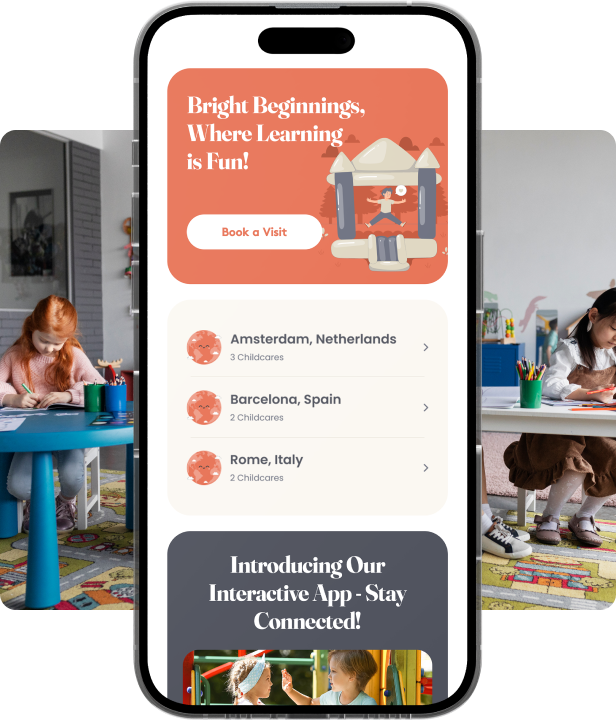 Bright Beginnings,
Where Learning
is Fun!
Book a Visit
Amsterdam, Netherlands
3 Childcares
Barcelona, Spain
2 Childcares
Rome, Italy
2 Childcares
Introducing Our
Interactive App - Stay
Connected!